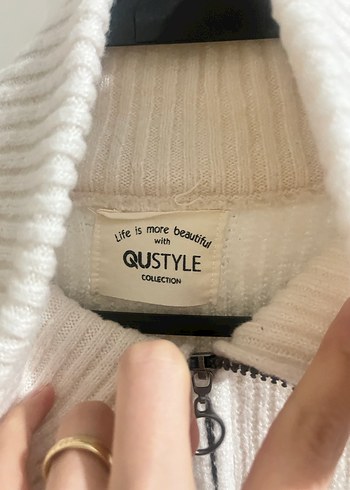 Life is more beautiful
with
QUSTYLE
COLLECTION